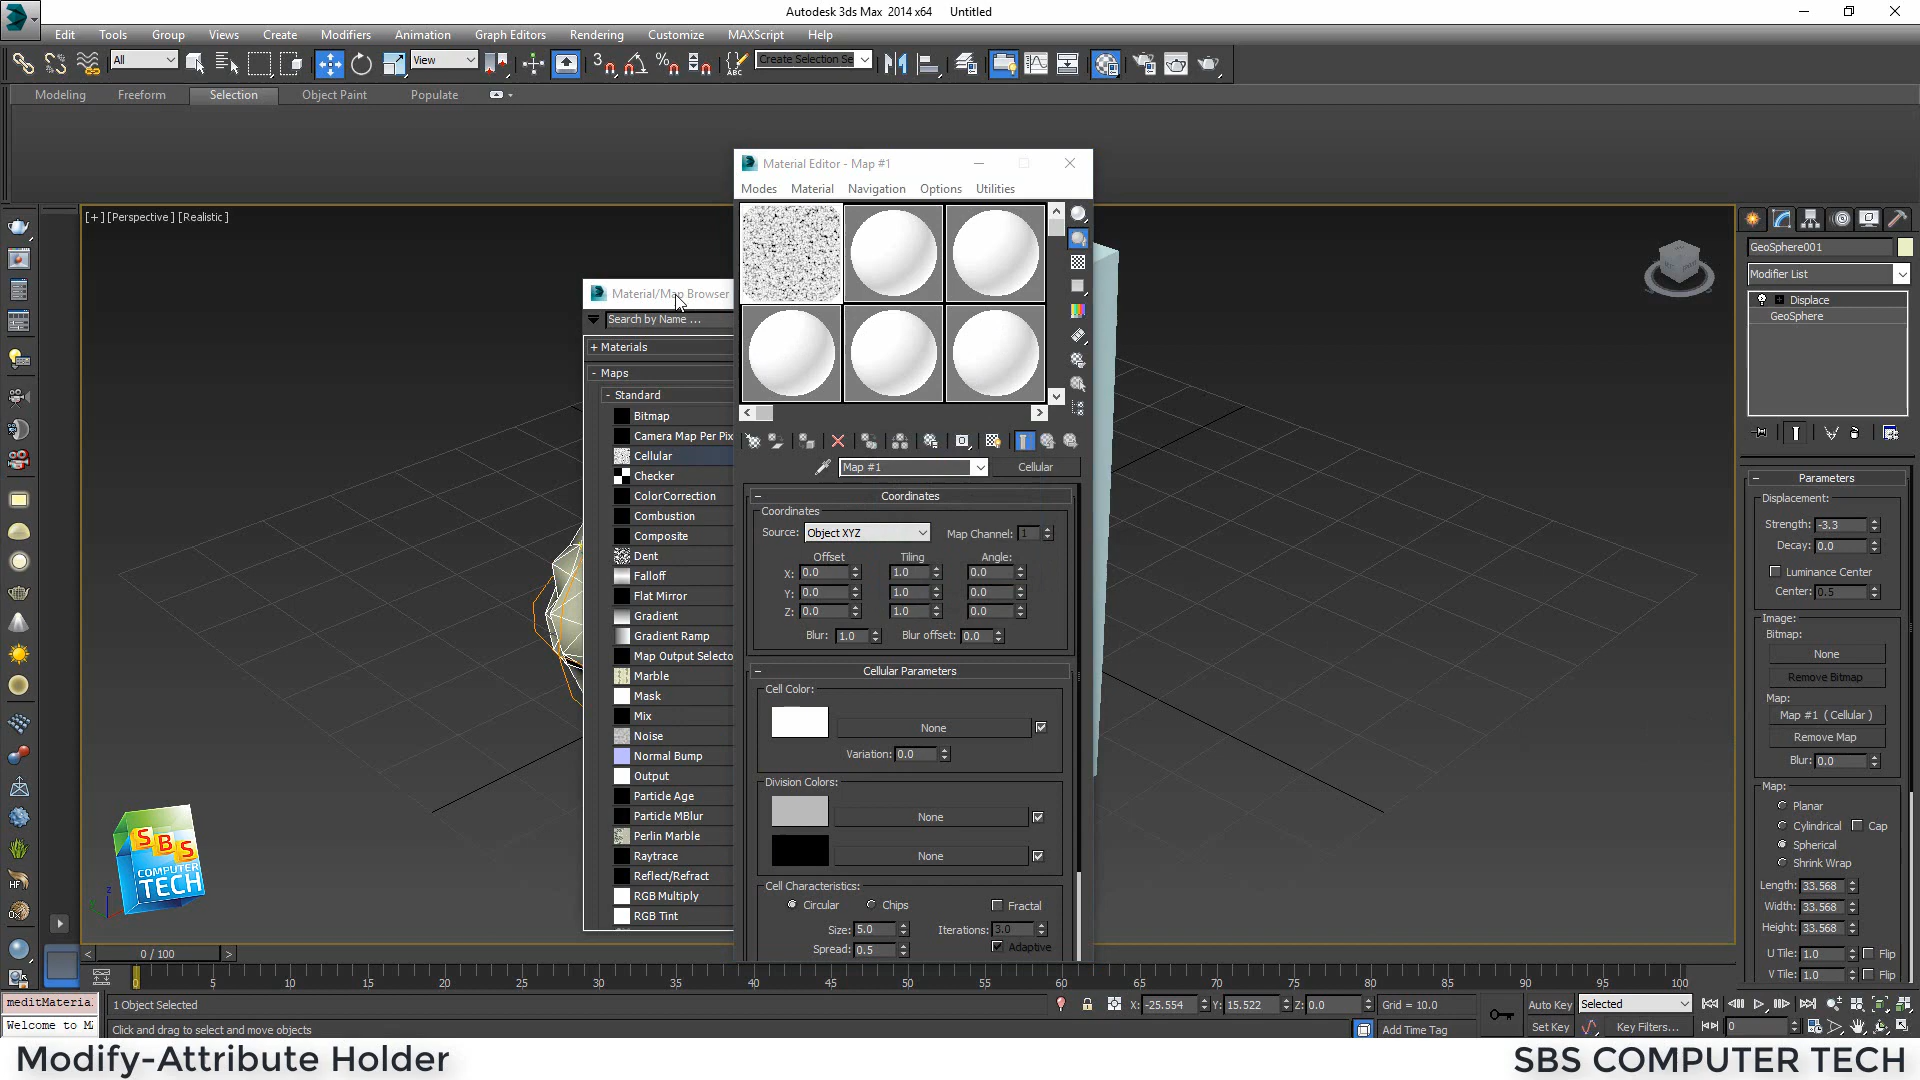 Autodesk 3ds Max 2014 x64 Untitled
Edit Tools Group Views Create Modifiers Animation Graph Editors Rendering Customize MAXScript Help
All View Create Selection Se
Modeling Freeform Selection Object Paint Populate
[+] [Perspective] [Realistic]
Material Editor - Map #1
Modes Material Navigation Options Utilities
Material/Map Browser
Search by Name ...
+ Materials
- Maps
- Standard
Bitmap
Camera Map Per Pix
Cellular
Checker
ColorCorrection
Combustion
Composite
Dent
Falloff
Flat Mirror
Gradient
Gradient Ramp
Map Output Selecto
Marble
Mask
Mix
Noise
Normal Bump
Output
Particle Age
Particle MBlur
Perlin Marble
Raytrace
Reflect/Refract
RGB Multiply
RGB Tint
Map #1 Cellular
- Coordinates
Coordinates
Source: Object XYZ Map Channel: 1
Offset Tiling Angle:
X: 0.0 1.0 0.0
Y: 0.0 1.0 0.0
Z: 0.0 1.0 0.0
Blur: 1.0 Blur offset: 0.0
- Cellular Parameters
Cell Color:
None
Variation: 0.0
Division Colors:
None
None
Cell Characteristics:
Circular Chips Fractal
Size: 5.0 Iterations: 3.0
Spread: 0.5 Adaptive
GeoSphere001
Modifier List
Displace
GeoSphere
- Parameters
Displacement:
Strength: -3.3
Decay: 0.0
Luminance Center
Center: 0.5
Image:
Bitmap:
None
Remove Bitmap
Map:
Map #1 ( Cellular )
Remove Map
Blur: 0.0
Map:
Planar
Cylindrical Cap
Spherical
Shrink Wrap
Length: 33.568
Width: 33.568
Height: 33.568
U Tile: 1.0 Flip
V Tile: 1.0 Flip
SBS
COMPUTER
TECH
< 0 / 100 >
0 5 10 15 20 25 30 35 40 45 50 55 60 65 70 75 80 85 90 95 100
meditMateria
1 Object Selected X: -25.554 Y: 15.522 Z: 0.0 Grid = 10.0 Auto Key Selected
Welcome to MA
Click and drag to select and move objects Add Time Tag Set Key Key Filters... 0
Modify-Attribute Holder SBS COMPUTER TECH